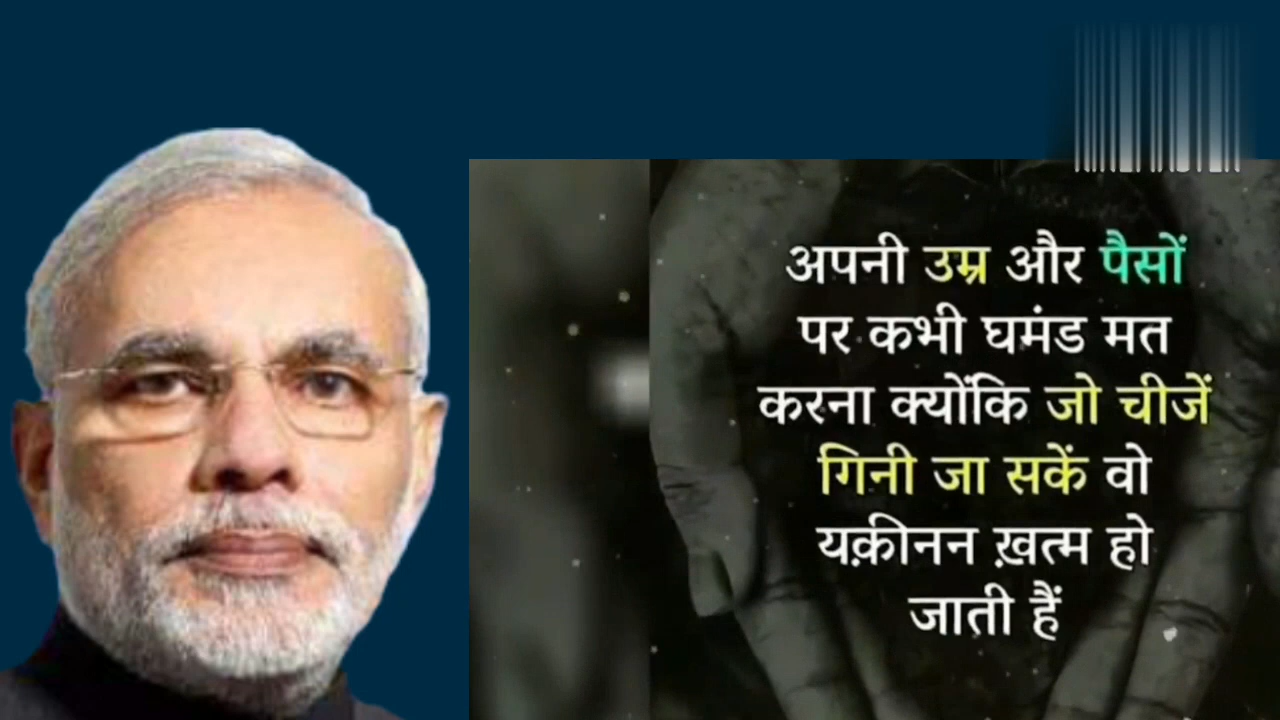 अपनी उम्र और पैसों
पर कभी घमंड मत
करना क्योंकि जो चीजें
गिनी जा सकें वो
यक़ीनन ख़त्म हो
जाती हैं